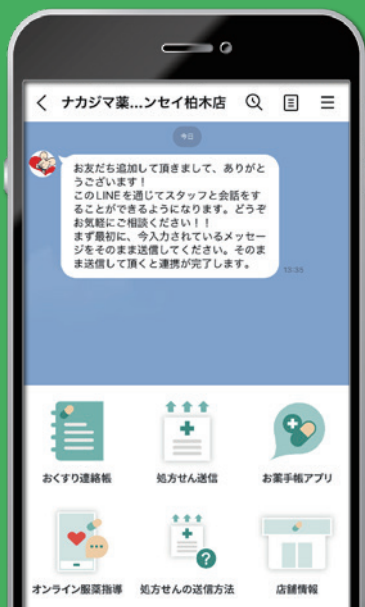 ナカジマ薬...ンセイ柏木店
今日
お友だち追加して頂きまして、ありがと
うございます！
このLINEを通じてスタッフと会話をす
ることができるようになります。どうぞ
お気軽にご相談ください！！
まず最初に、今入力されているメッセー
ジをそのまま送信してください。そのま
ま送信して頂くと連携が完了します。
15:30
おくすり連絡帳
処方せん送信
お薬手帳アプリ
オンライン服薬指導
処方せんの送信方法
店舗情報